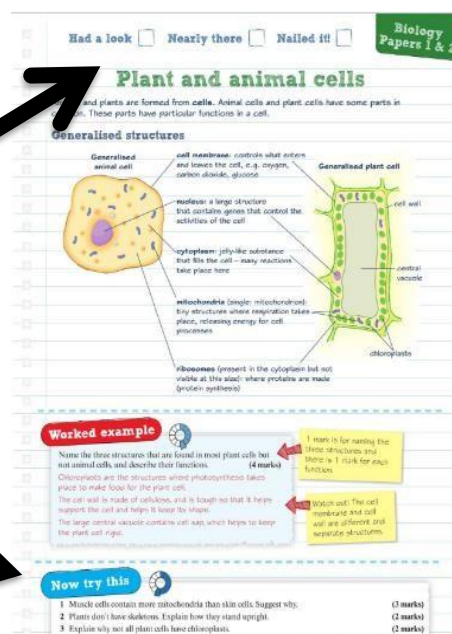 Had a look Nearly there Nailed it!
Biology
Papers 1 & 2
Plant and animal cells
and plants are formed from cells. Animal cells and plant cells have some parts in
These parts have particular functions in a cell.
Generalised structures
Generalised
animal cell
cell membrane: controls what enters
and leaves the cell, e.g. oxygen,
carbon dioxide, glucose
nucleus: a large structure
that contains genes that control the
activities of the cell
cytoplasm: jelly-like substance
that fills the cell – many reactions
take place here
mitochondria (single: mitochondrion):
tiny structures where respiration takes
place, releasing energy for cell
processes
ribosomes (present in the cytoplasm but not
visible at this size): where proteins are made
(protein synthesis)
Generalised plant cell
cell wall
central
vacuole
chloroplasts
Worked example
Name the three structures that are found in most plant cells but
not animal cells, and describe their functions. (4 marks)
Chloroplasts are the structures where photosynthesis takes
place to make food for the plant cell.
The cell wall is made of cellulose, and is tough so that it helps
support the cell and helps it keep its shape.
The large central vacuole contains cell sap, which helps to keep
the plant cell rigid.
1 mark is for naming the
three structures and
there is 1 mark for each
function.
Watch out! The cell
membrane and cell
wall are different and
separate structures.
Now try this
1 Muscle cells contain more mitochondria than skin cells. Suggest why. (3 marks)
2 Plants don't have skeletons. Explain how they stand upright. (2 marks)
3 Explain why not all plant cells have chloroplasts. (2 marks)